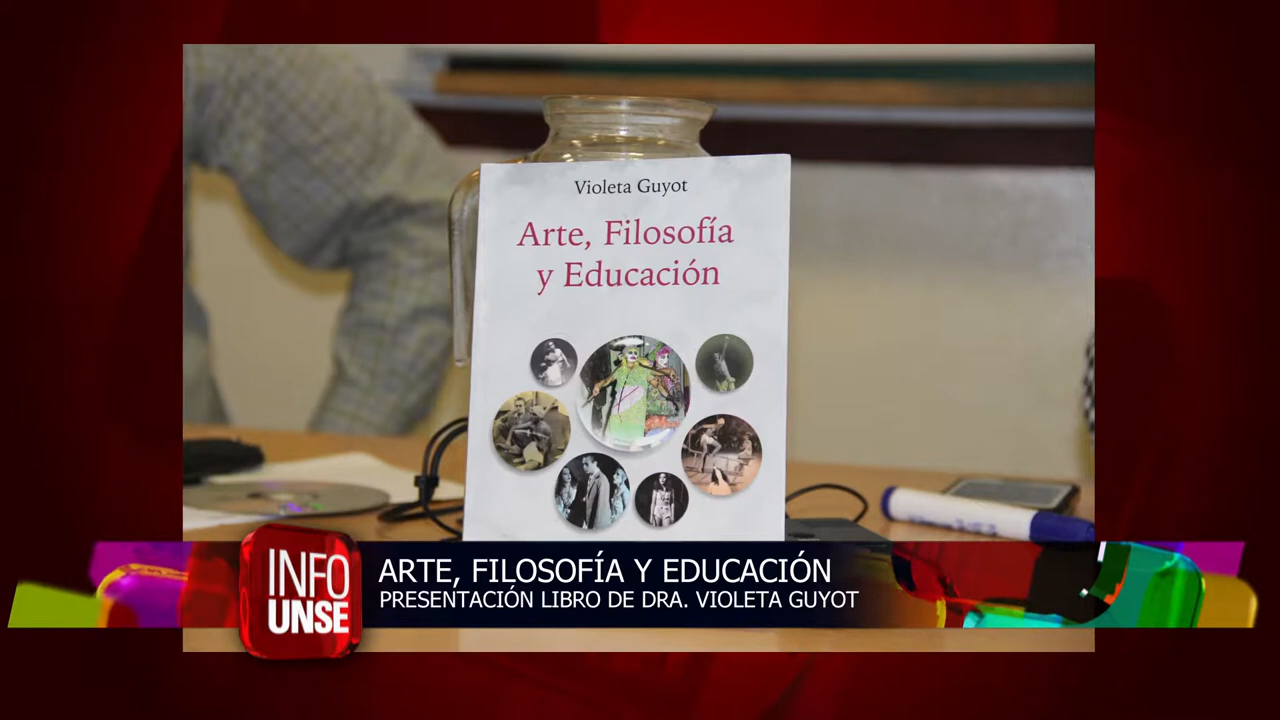 Violeta Guyot
Arte, Filosofía
y Educación
INFO
UNSE
ARTE, FILOSOFÍA Y EDUCACIÓN
PRESENTACIÓN LIBRO DE DRA. VIOLETA GUYOT